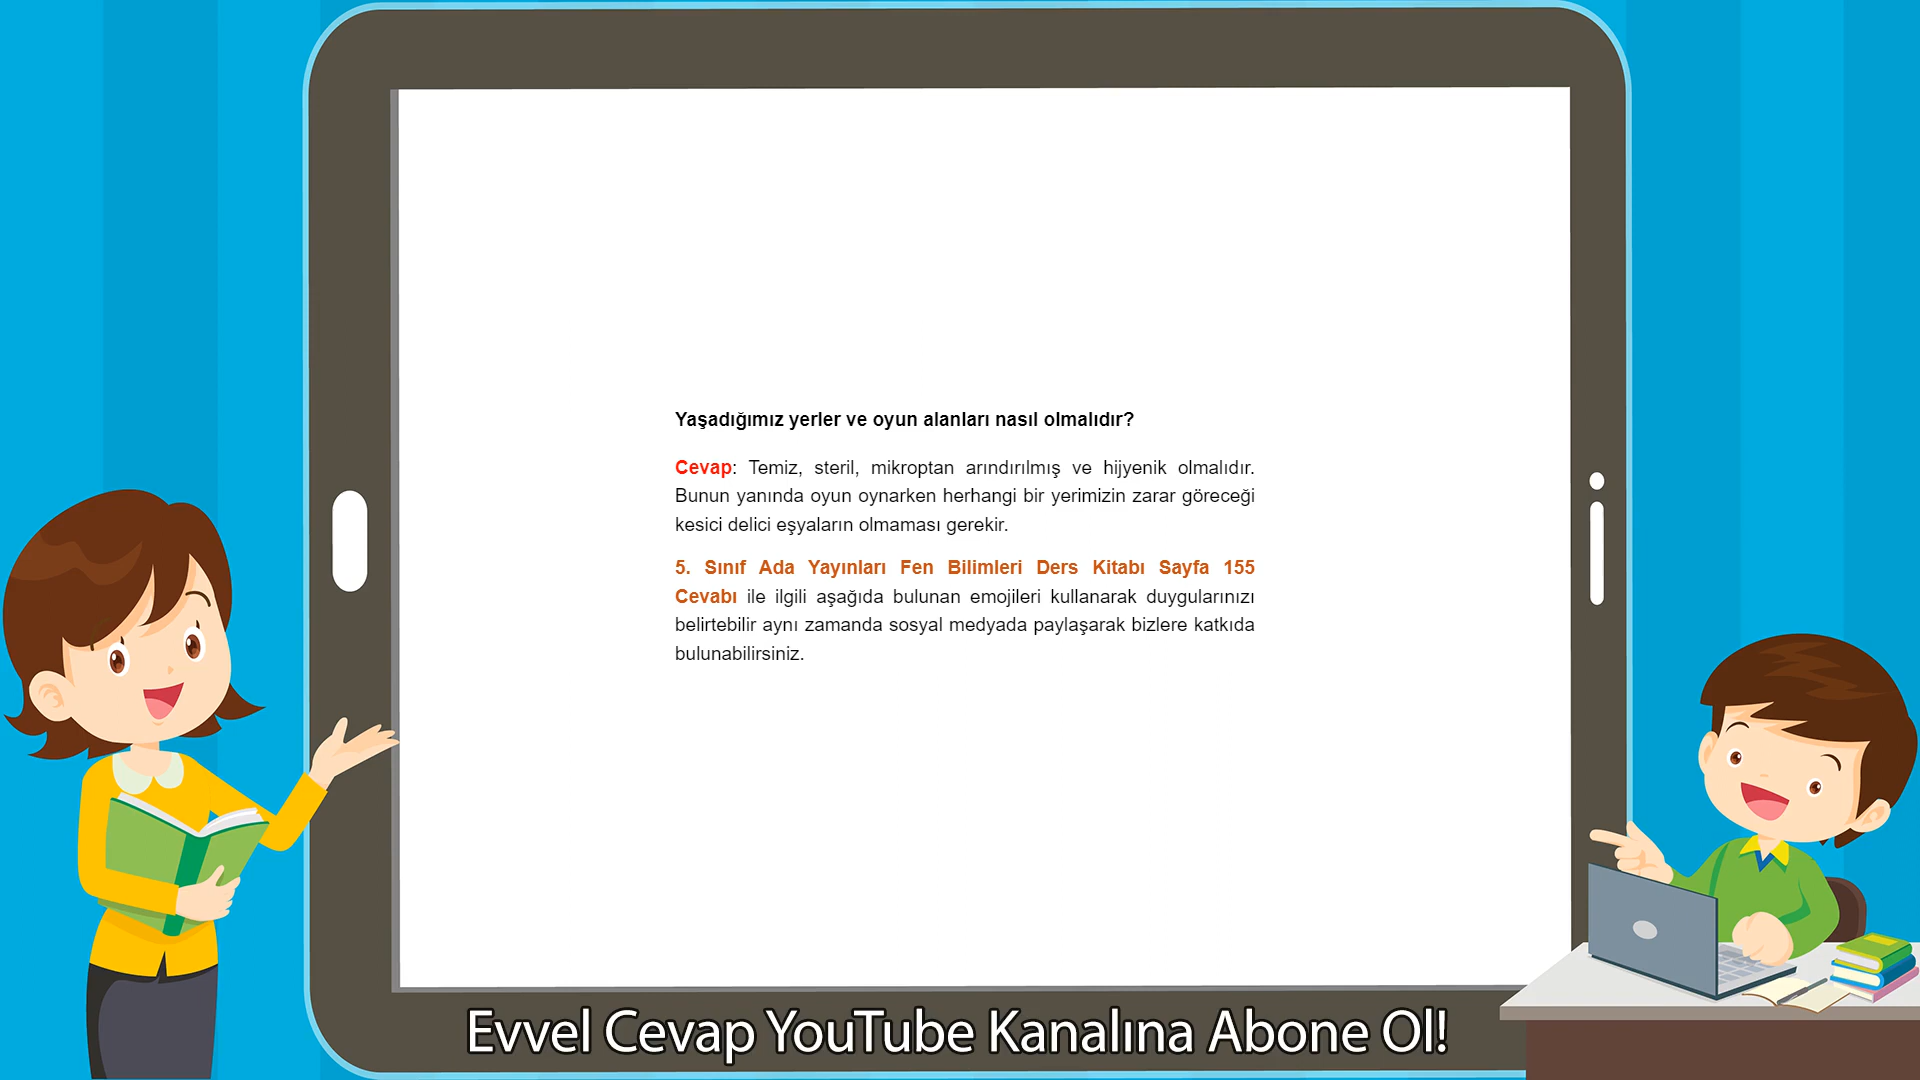 Yaşadığımız yerler ve oyun alanları nasıl olmalıdır?
Cevap: Temiz, steril, mikroptan arındırılmış ve hijyenik olmalıdır.
Bunun yanında oyun oynarken herhangi bir yerimizin zarar göreceği
kesici delici eşyaların olmaması gerekir.
5. Sınıf Ada Yayınları Fen Bilimleri Ders Kitabı Sayfa 155
Cevabı ile ilgili aşağıda bulunan emojileri kullanarak duygularınızı
belirtebilir aynı zamanda sosyal medyada paylaşarak bizlere katkıda
bulunabilirsiniz.
Evvel Cevap YouTube Kanalına Abone Ol!